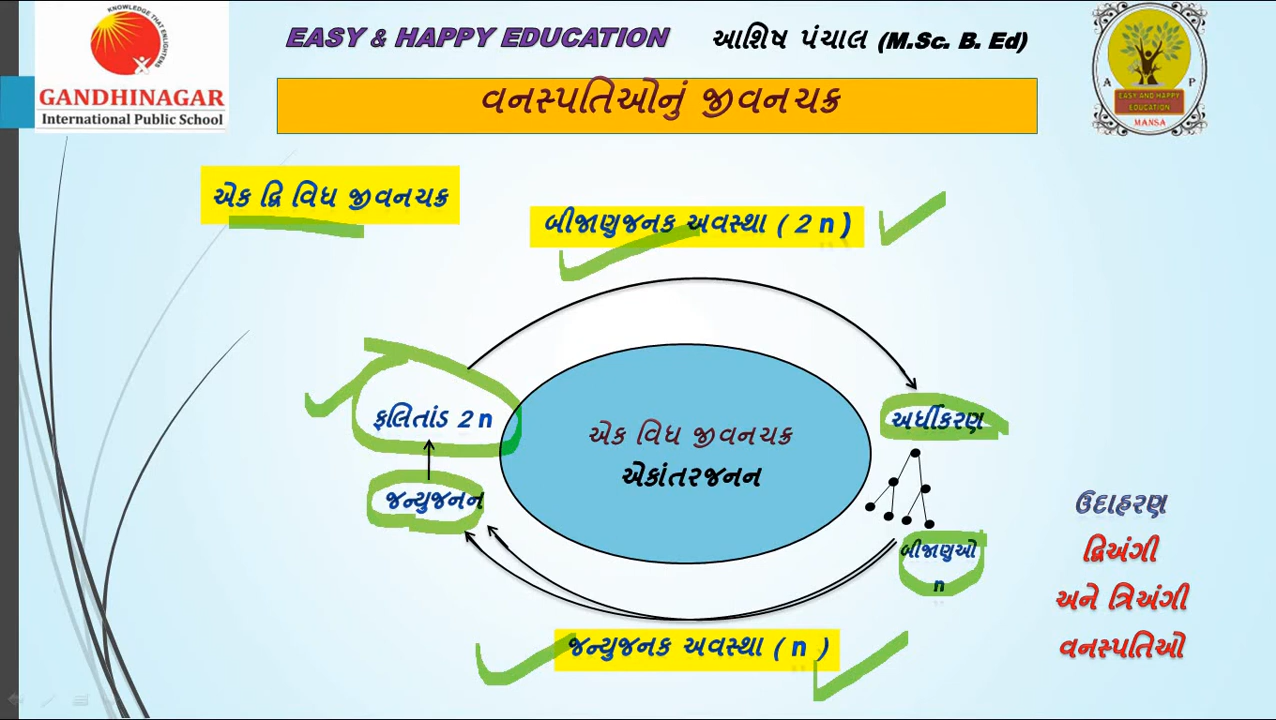 KNOWLEDGE THAT ENLIGHTENS
GANDHINAGAR
International Public School
EASY & HAPPY EDUCATION
આશિષ પંચાલ (M.Sc. B. Ed)
A P
EASY AND HAPPY
EDUCATION
MANSA
વનસ્પતિઓનું જીવનચક્ર
એક દ્વિ વિધ જીવનચક્ર
બીજાણુજનક અવસ્થા ( 2 n )
ફલિતાંડ 2 n
અર્ધીકરણ
એક વિધ જીવનચક્ર
એકાંતરજનન
જન્યુજનન
બીજાણુઓ
n
જન્યુજનક અવસ્થા ( n )
ઉદાહરણ
દ્વિઅંગી
અને ત્રિઅંગી
વનસ્પતિઓ